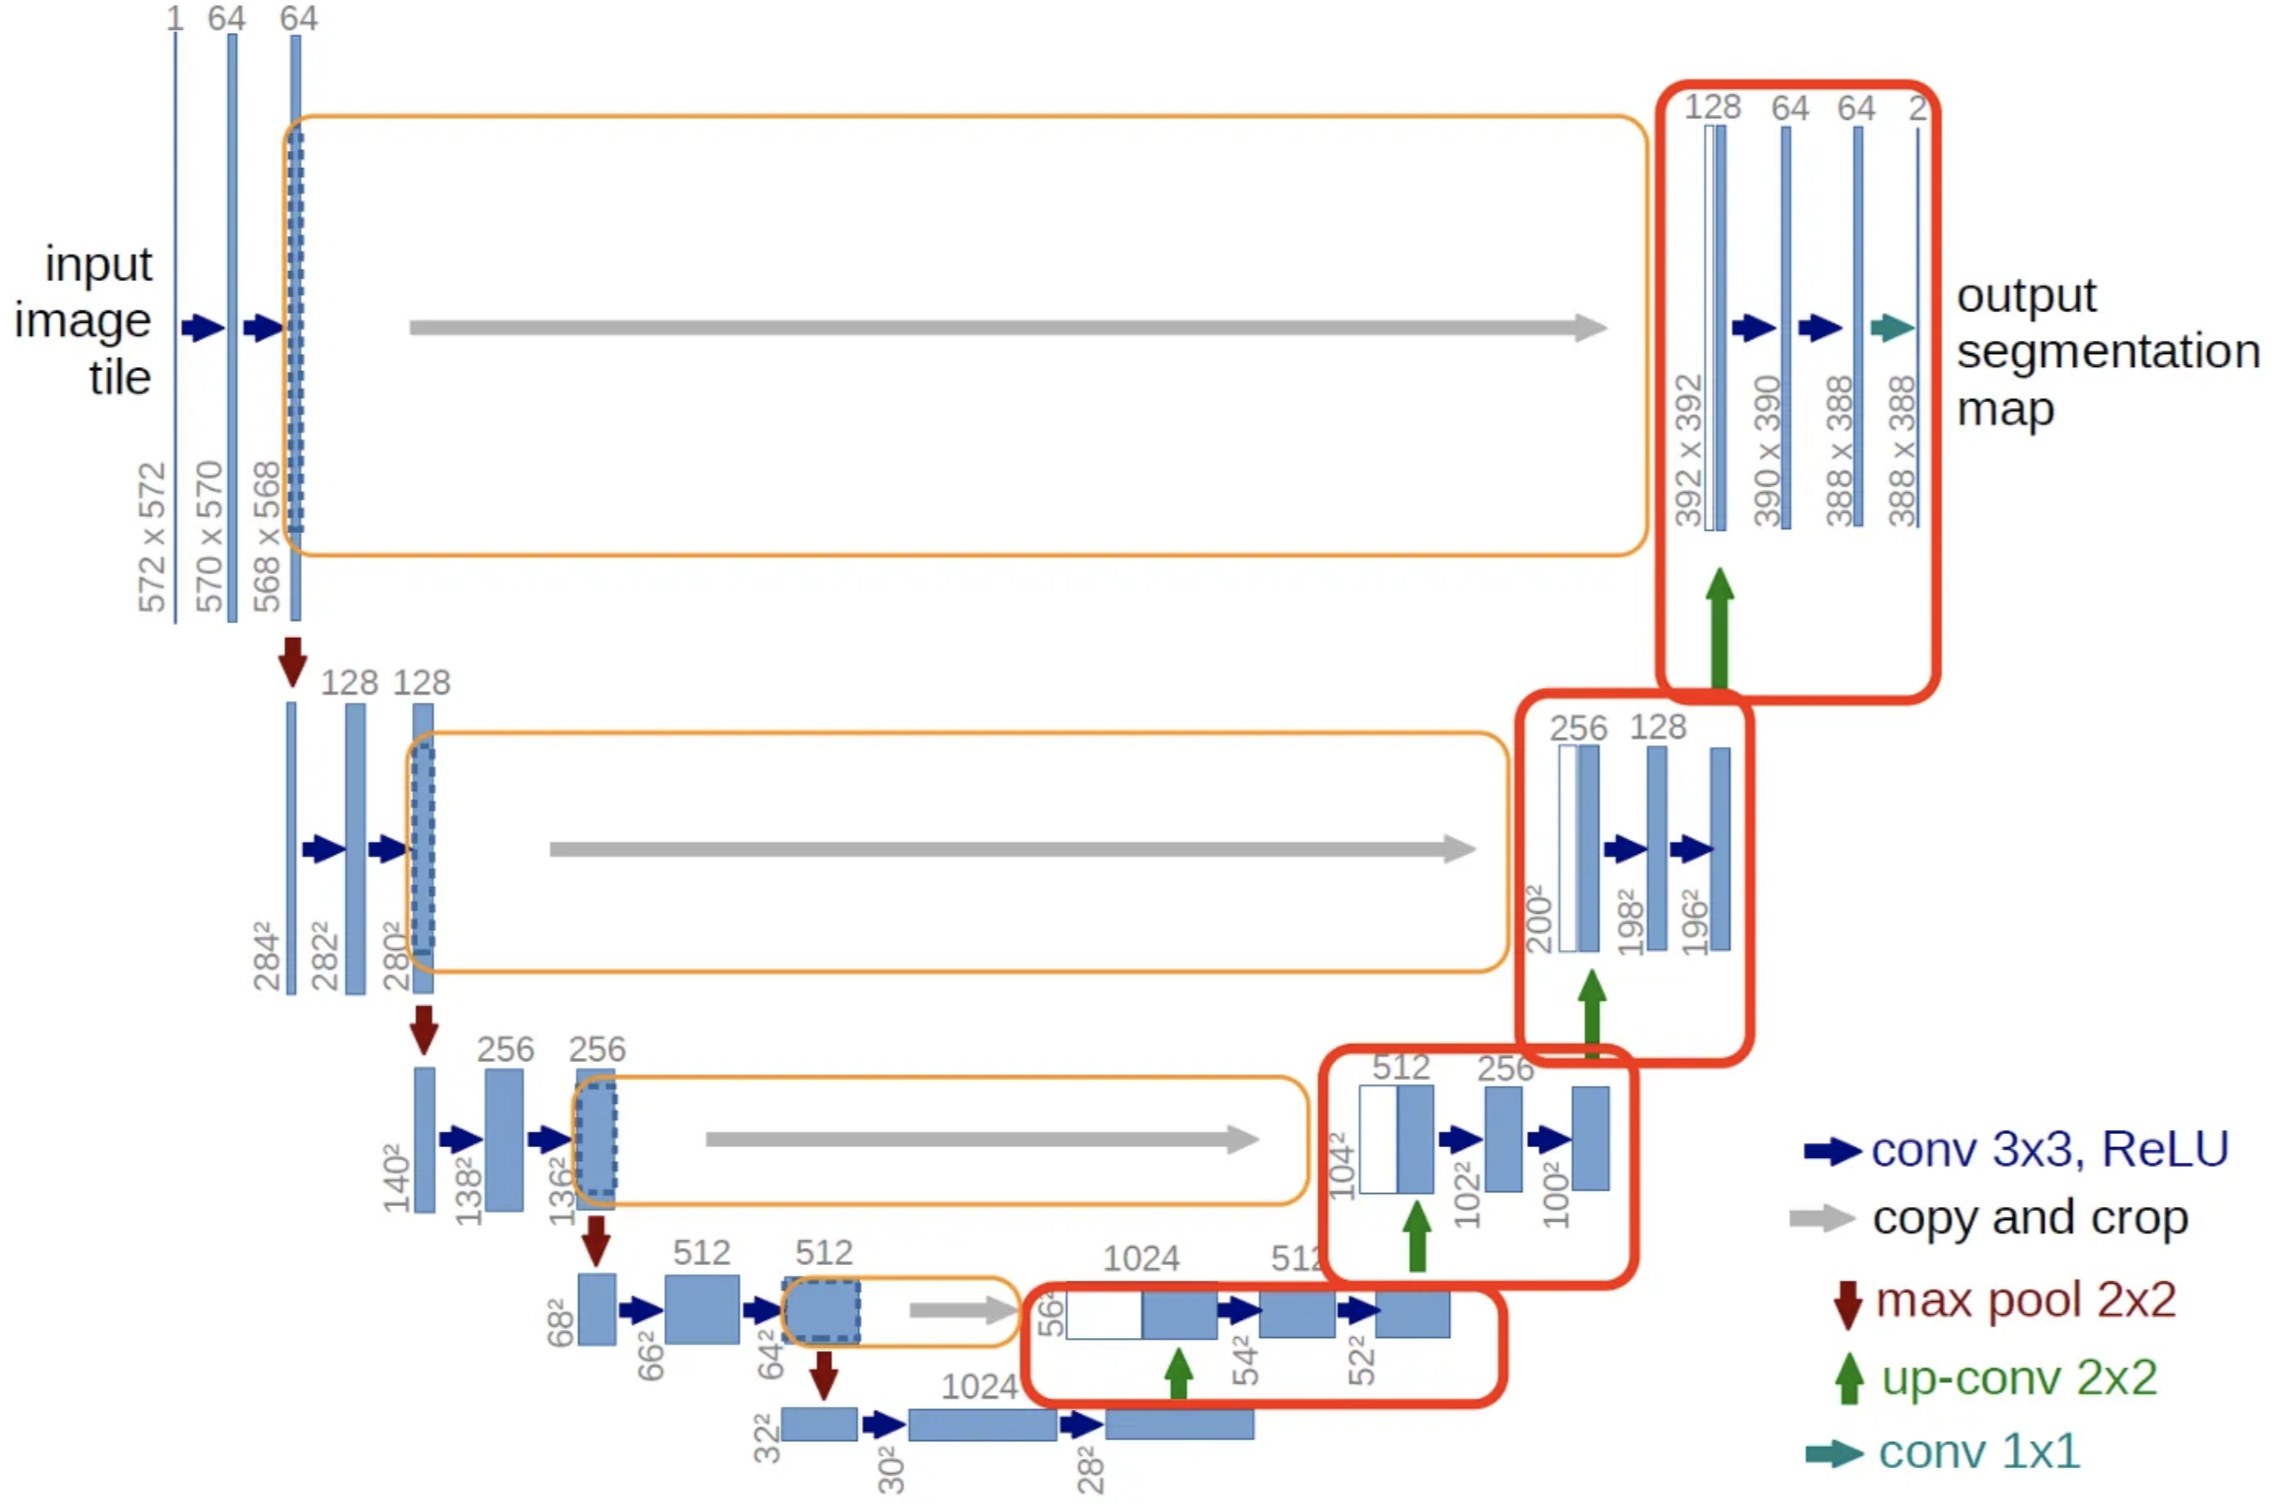 1 64 64
128 64 64 2
input
image
tile
572 x 572
570 x 570
568 x 568
392 x 392
390 x 390
388 x 388
388 x 388
output
segmentation
map
128 128
284²
282²
280²
256 128
200²
198²
196²
256 256
140²
138²
136²
512 256
104²
102²
100²
512 512
68²
66²
64²
1024 512
56²
54²
52²
1024
32²
30²
28²
conv 3x3, ReLU
copy and crop
max pool 2x2
up-conv 2x2
conv 1x1